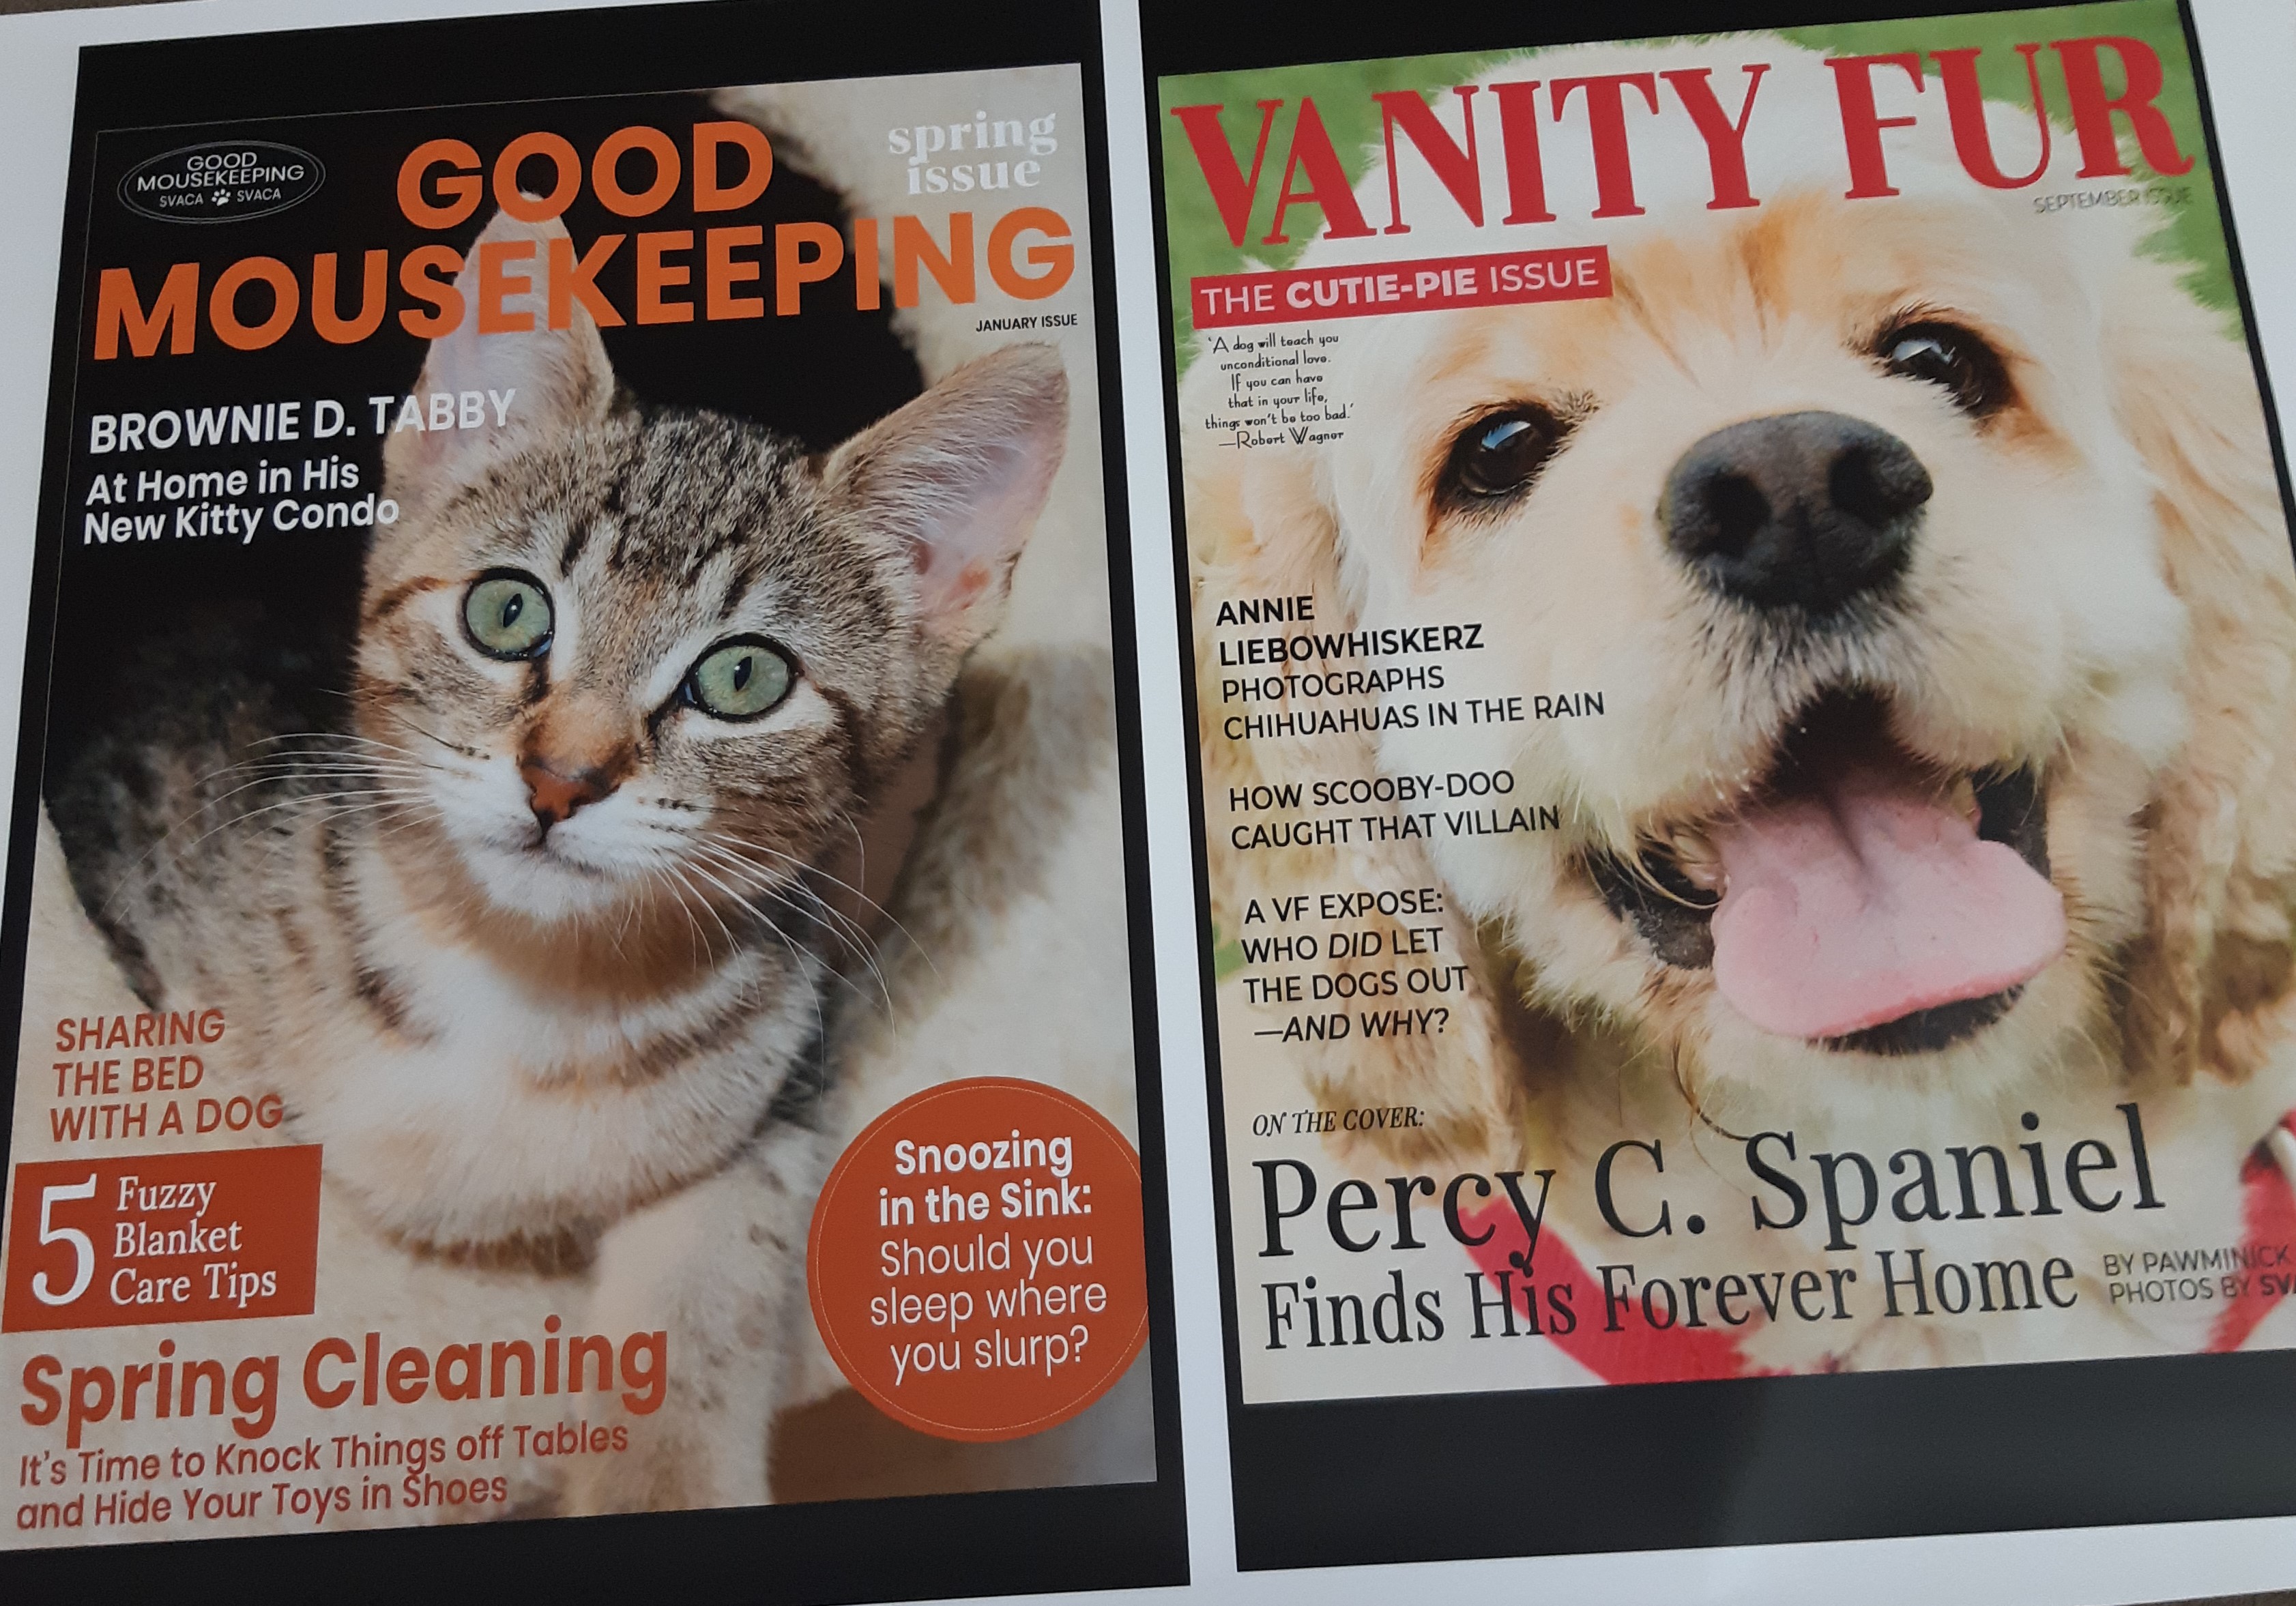 GOOD
MOUSEKEEPING
SVACA SVACA
GOOD
MOUSEKEEPING
spring
issue
JANUARY ISSUE
BROWNIE D. TABBY
At Home in His
New Kitty Condo
SHARING
THE BED
WITH A DOG
5 Fuzzy
Blanket
Care Tips
Snoozing
in the Sink:
Should you
sleep where
you slurp?
Spring Cleaning
It's Time to Knock Things off Tables
and Hide Your Toys in Shoes
VANITY FUR
SEPTEMBER ISSUE
THE CUTIE-PIE ISSUE
'A dog will teach you
unconditional love.
If you can have
that in your life,
things won't be too bad.'
—Robert Wagner
ANNIE
LIEBOWHISKERZ
PHOTOGRAPHS
CHIHUAHUAS IN THE RAIN
HOW SCOOBY-DOO
CAUGHT THAT VILLAIN
A VF EXPOSE:
WHO DID LET
THE DOGS OUT
—AND WHY?
ON THE COVER:
Percy C. Spaniel
Finds His Forever Home
BY PAWMINICK
PHOTOS BY